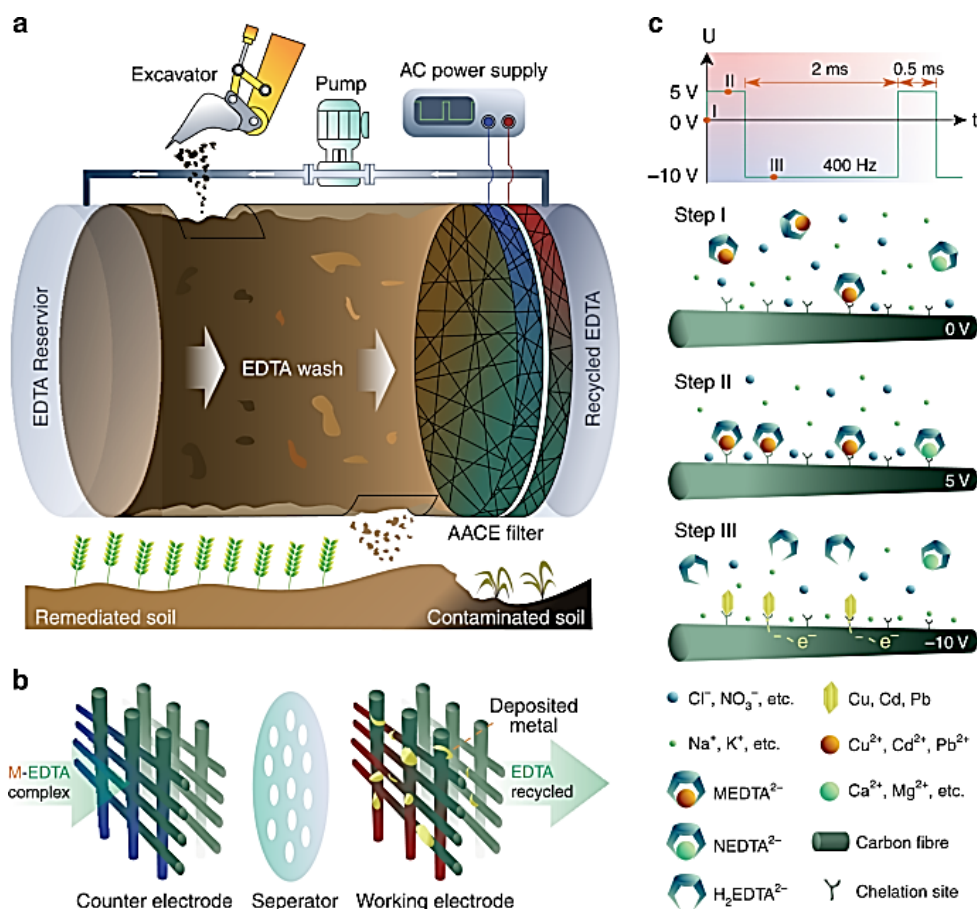 a
Excavator
Pump
AC power supply
EDTA Reservior
EDTA wash
Recycled EDTA
AACE filter
Remediated soil
Contaminated soil
b
Deposited
metal
M-EDTA
complex
EDTA
recycled
Counter electrode
Seperator
Working electrode
c
U
II
2 ms
0.5 ms
5 V
I
0 V
t
III
400 Hz
−10 V
Step I
0 V
Step II
5 V
Step III
e⁻
e⁻
−10 V
Cl⁻, NO₃⁻, etc.
Cu, Cd, Pb
Na⁺, K⁺, etc.
Cu²⁺, Cd²⁺, Pb²⁺
MEDTA²⁻
Ca²⁺, Mg²⁺, etc.
NEDTA²⁻
Carbon fibre
H₂EDTA²⁻
Chelation site